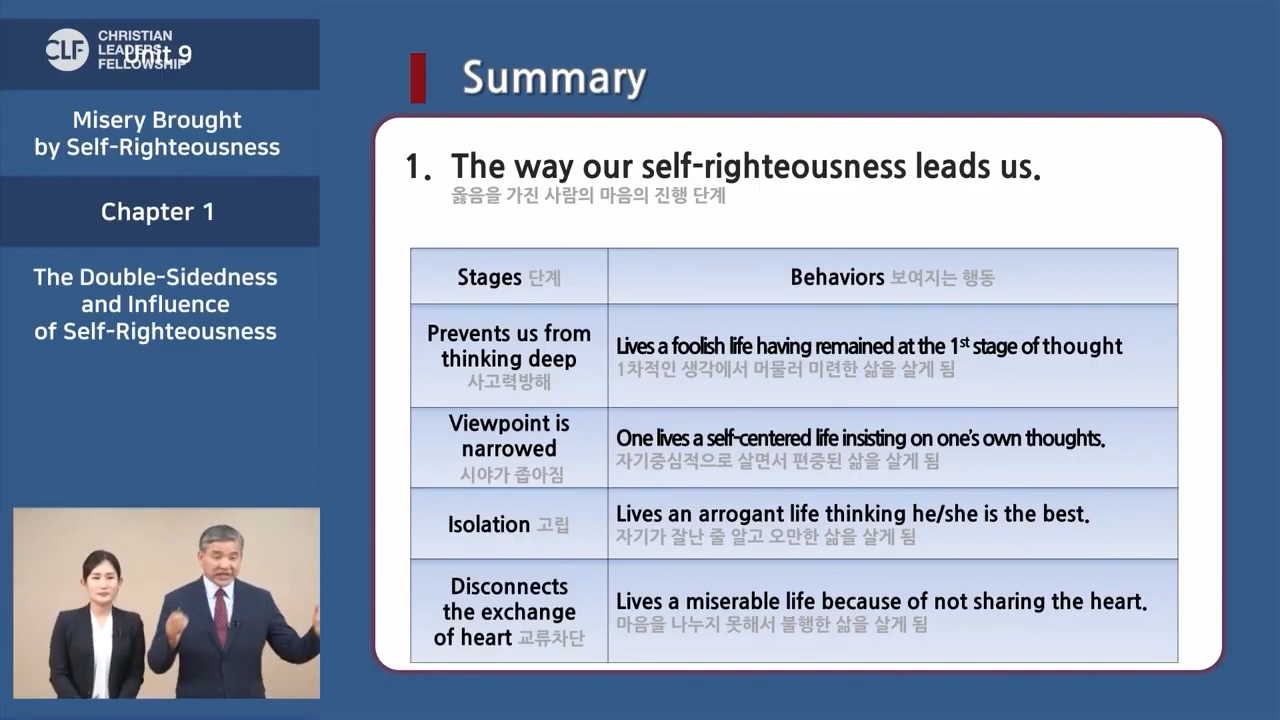 CLF
CHRISTIAN
LEADERS
FELLOWSHIP
Unit 9
Misery Brought
by Self-Righteousness
Chapter 1
The Double-Sidedness
and Influence
of Self-Righteousness
Summary
1. The way our self-righteousness leads us.
옳음을 가진 사람의 마음의 진행 단계
Stages 단계
Behaviors 보여지는 행동
Prevents us from
thinking deep
사고력방해
Lives a foolish life having remained at the 1st stage of thought
1차적인 생각에서 머물러 미련한 삶을 살게 됨
Viewpoint is
narrowed
시야가 좁아짐
One lives a self-centered life insisting on one's own thoughts.
자기중심적으로 살면서 편중된 삶을 살게 됨
Isolation 고립
Lives an arrogant life thinking he/she is the best.
자기가 잘난 줄 알고 오만한 삶을 살게 됨
Disconnects
the exchange
of heart 교류차단
Lives a miserable life because of not sharing the heart.
마음을 나누지 못해서 불행한 삶을 살게 됨